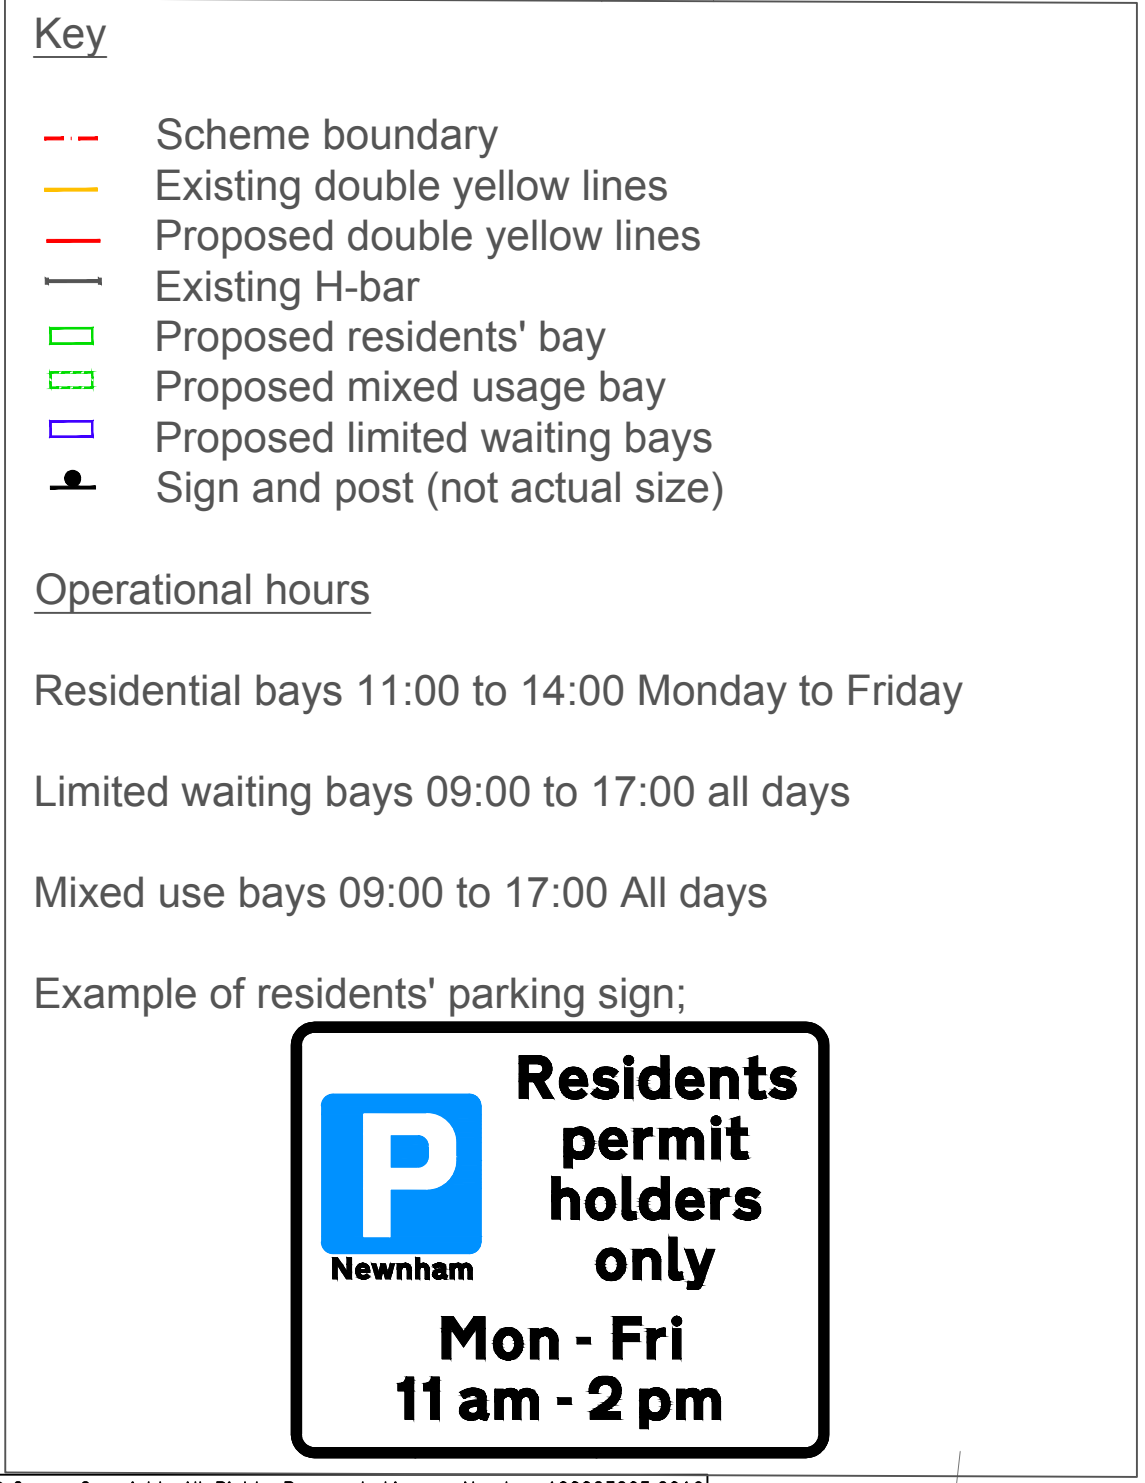 Key
Scheme boundary
Existing double yellow lines
Proposed double yellow lines
Existing H-bar
Proposed residents' bay
Proposed mixed usage bay
Proposed limited waiting bays
Sign and post (not actual size)
Operational hours
Residential bays 11:00 to 14:00 Monday to Friday
Limited waiting bays 09:00 to 17:00 all days
Mixed use bays 09:00 to 17:00 All days
Example of residents' parking sign;
P
Newnham
Residents
permit
holders
only
Mon - Fri
11 am - 2 pm